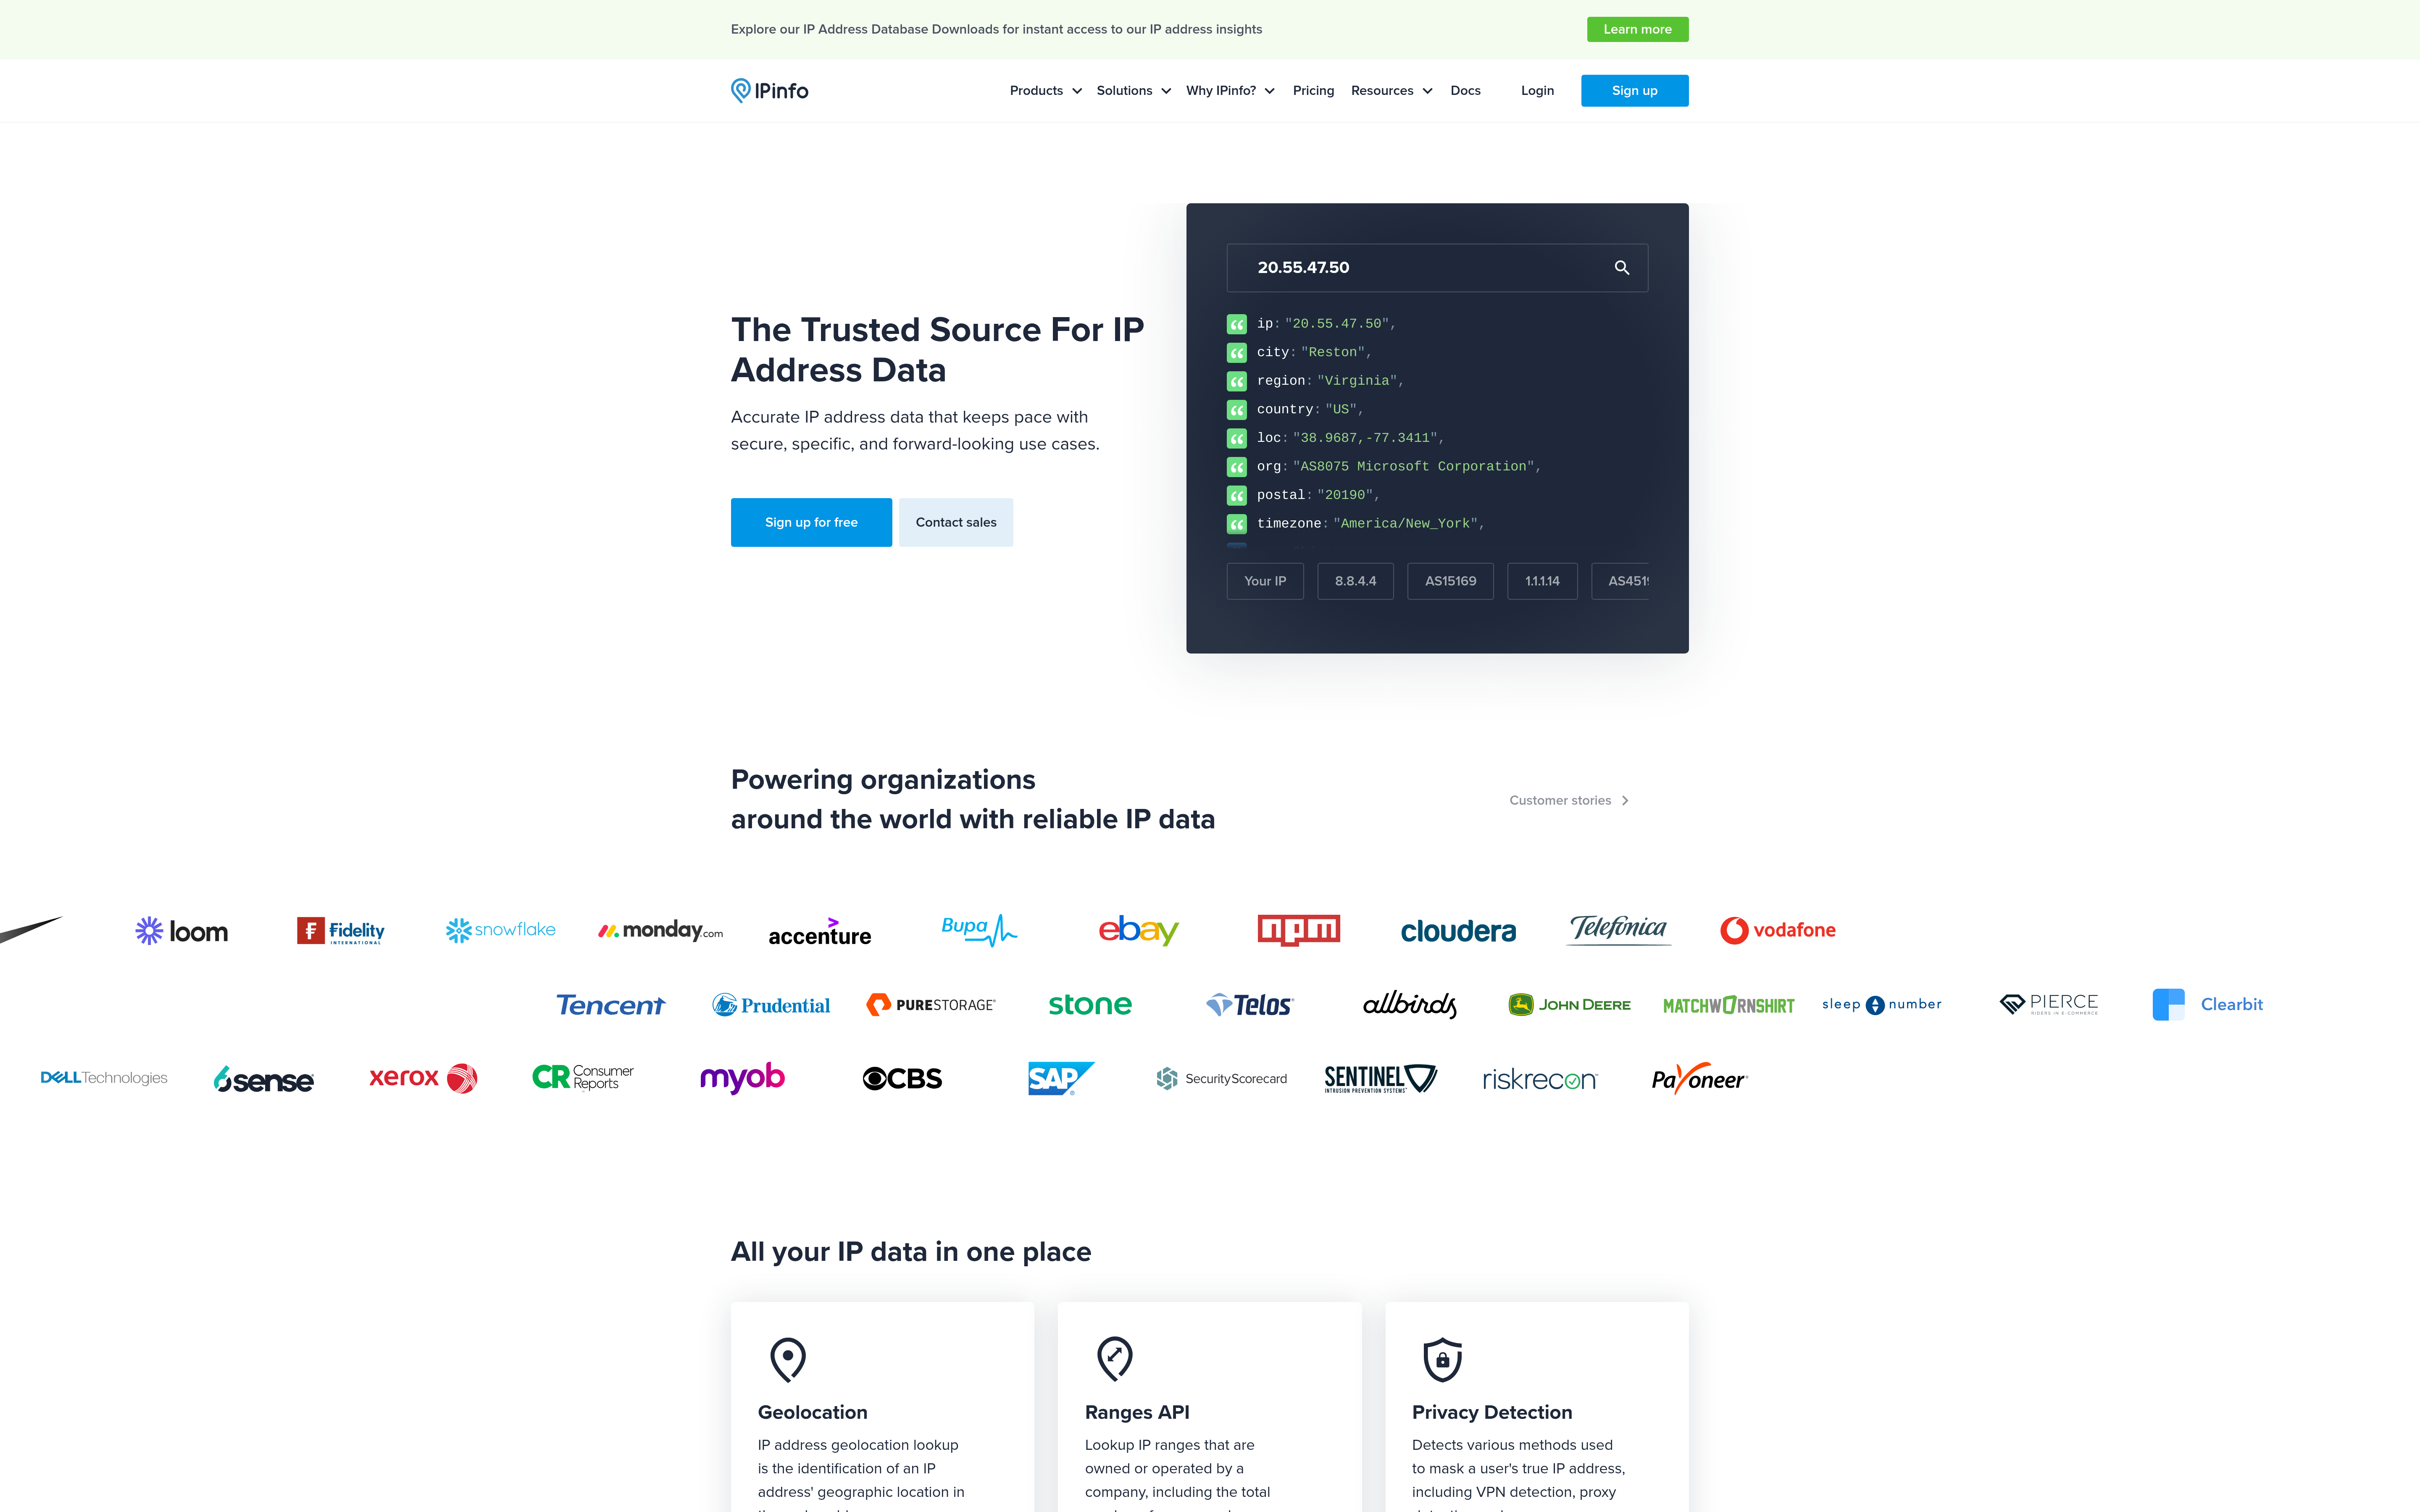 Explore our IP Address Database Downloads for instant access to our IP address insights
Learn more
IPinfo
Products
Solutions
Why IPinfo?
Pricing
Resources
Docs
Login
Sign up
The Trusted Source For IP
Address Data
Accurate IP address data that keeps pace with
secure, specific, and forward-looking use cases.
Sign up for free
Contact sales
20.55.47.50
ip: "20.55.47.50",
city: "Reston",
region: "Virginia",
country: "US",
loc: "38.9687,-77.3411",
org: "AS8075 Microsoft Corporation",
postal: "20190",
timezone: "America/New_York",
Your IP
8.8.4.4
AS15169
1.1.1.14
AS451
Powering organizations
around the world with reliable IP data
Customer stories
loom
Fidelity
INTERNATIONAL
snowflake
monday.com
accenture
Bupa
ebay
npm
cloudera
Telefónica
vodafone
Tencent
Prudential
PURESTORAGE®
stone
Telos®
allbirds
JOHN DEERE
MATCHWORNSHIRT
sleep number
PIERCE
RIDERS IN E-COMMERCE
Clearbit
DELLTechnologies
6sense
xerox
CR Consumer
Reports
myob
CBS
SAP®
SecurityScorecard
SENTINEL
INTRUSION PREVENTION SYSTEMS
riskrecon
Payoneer
All your IP data in one place
Geolocation
IP address geolocation lookup
is the identification of an IP
address' geographic location in
Ranges API
Lookup IP ranges that are
owned or operated by a
company, including the total
Privacy Detection
Detects various methods used
to mask a user's true IP address,
including VPN detection, proxy